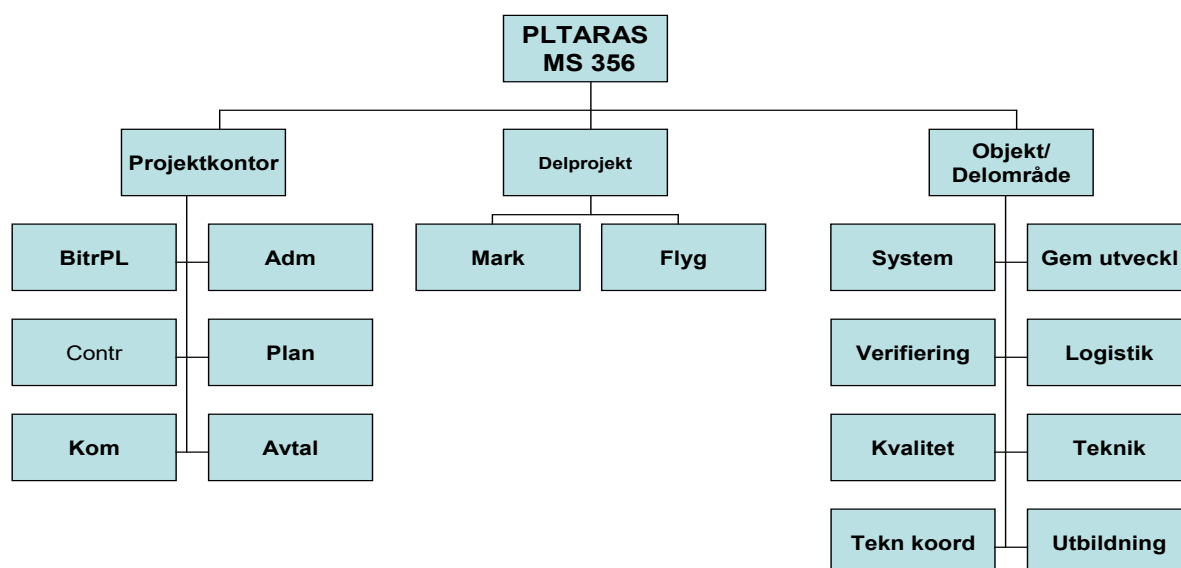 PLTARAS
MS 356
Projektkontor
Delprojekt
Objekt/
Delområde
BitrPL
Adm
Mark
Flyg
System
Gem utveckl
Contr
Plan
Verifiering
Logistik
Kom
Avtal
Kvalitet
Teknik
Tekn koord
Utbildning